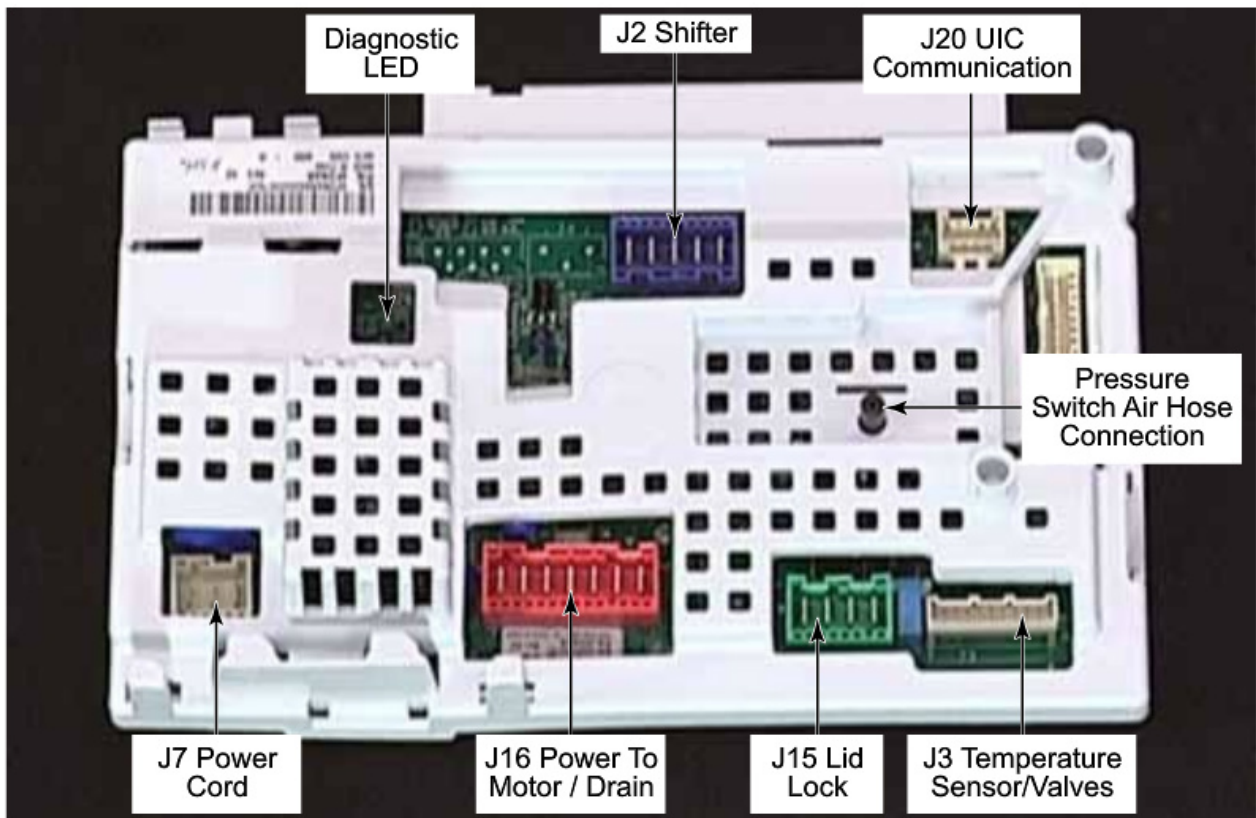 Diagnostic
LED
J2 Shifter
J20 UIC
Communication
Pressure
Switch Air Hose
Connection
J7 Power
Cord
J16 Power To
Motor / Drain
J15 Lid
Lock
J3 Temperature
Sensor/Valves